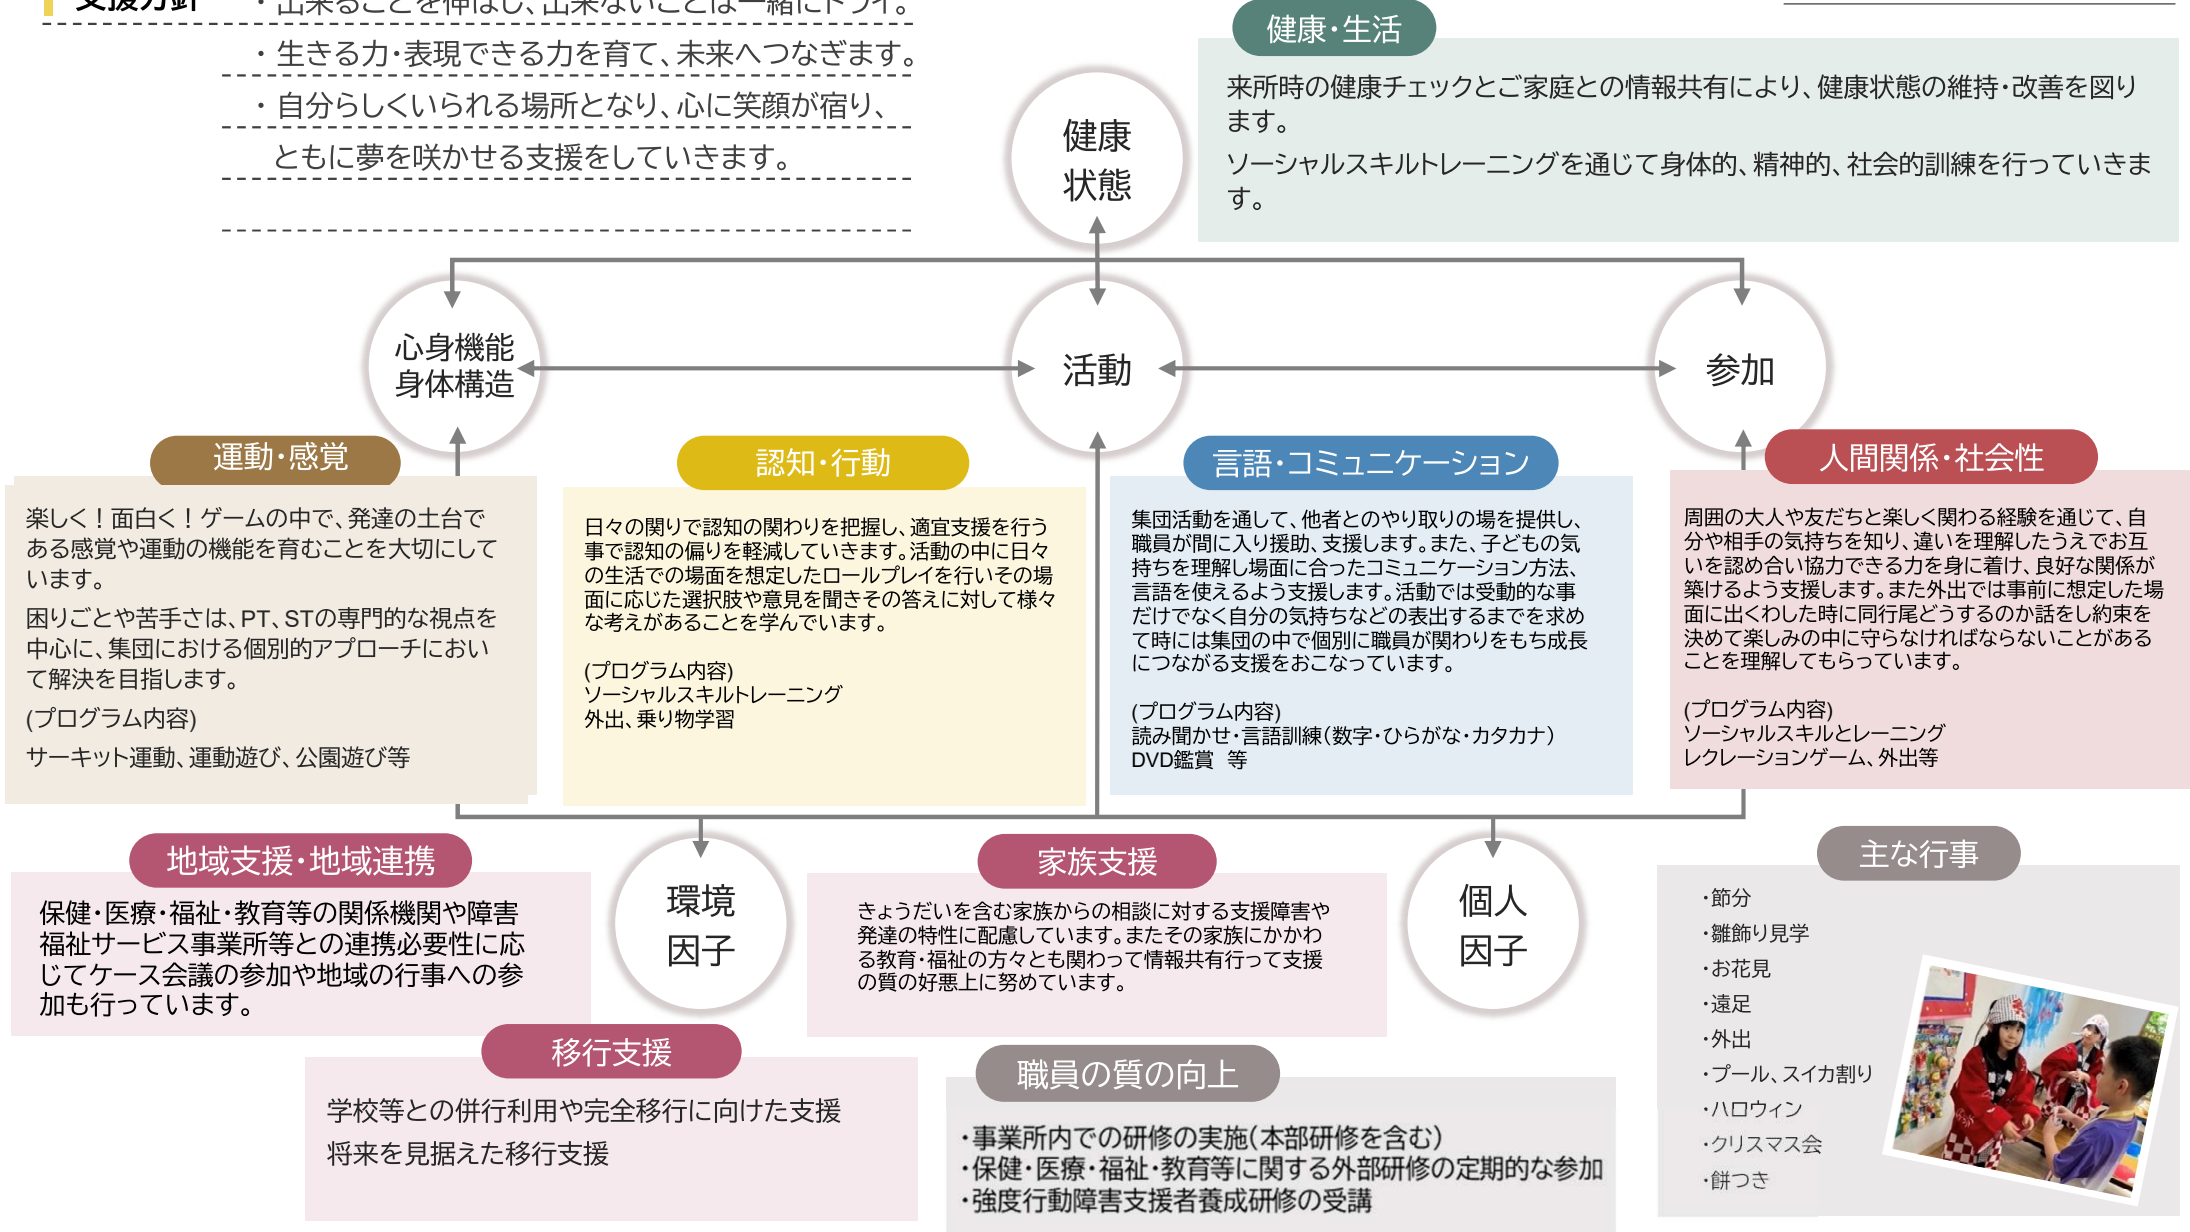 支援方針
・出来ることを伸ばし、出来ないことは一緒にトライ。
・生きる力・表現できる力を育て、未来へつなぎます。
・自分らしくいられる場所となり、心に笑顔が宿り、
ともに夢を咲かせる支援をしていきます。
健康・生活
来所時の健康チェックとご家庭との情報共有により、健康状態の維持・改善を図り
ます。
ソーシャルスキルトレーニングを通じて身体的、精神的、社会的訓練を行っていきま
す。
健康
状態
心身機能
身体構造
活動
参加
運動・感覚
楽しく！面白く！ゲームの中で、発達の土台で
ある感覚や運動の機能を育むことを大切にして
います。
困りごとや苦手さは、PT、STの専門的な視点を
中心に、集団における個別的アプローチにおい
て解決を目指します。
(プログラム内容)
サーキット運動、運動遊び、公園遊び等
認知・行動
日々の関りで認知の関わりを把握し、適宜支援を行う
事で認知の偏りを軽減していきます。活動の中に日々
の生活での場面を想定したロールプレイを行いその場
面に応じた選択肢や意見を聞きその答えに対して様々
な考えがあることを学んでいます。
(プログラム内容)
ソーシャルスキルトレーニング
外出、乗り物学習
言語・コミュニケーション
集団活動を通して、他者とのやり取りの場を提供し、
職員が間に入り援助、支援します。また、子どもの気
持ちを理解し場面に合ったコミュニケーション方法、
言語を使えるよう支援します。活動では受動的な事
だけでなく自分の気持ちなどの表出するまでを求め
て時には集団の中で個別に職員が関わりをもち成長
につながる支援をおこなっています。
(プログラム内容)
読み聞かせ・言語訓練（数字・ひらがな・カタカナ）
DVD鑑賞 等
人間関係・社会性
周囲の大人や友だちと楽しく関わる経験を通じて、自
分や相手の気持ちを知り、違いを理解したうえでお互
いを認め合い協力できる力を身に着け、良好な関係が
築けるよう支援します。また外出では事前に想定した場
面に出くわした時に同行尾どうするのか話をし約束を
決めて楽しみの中に守らなければならないことがある
ことを理解してもらっています。
(プログラム内容)
ソーシャルスキルとレーニング
レクレーションゲーム、外出等
地域支援・地域連携
保健・医療・福祉・教育等の関係機関や障害
福祉サービス事業所等との連携必要性に応
じてケース会議の参加や地域の行事への参
加も行っています。
環境
因子
家族支援
きょうだいを含む家族からの相談に対する支援障害や
発達の特性に配慮しています。またその家族にかかわ
る教育・福祉の方々とも関わって情報共有行って支援
の質の好悪上に努めています。
個人
因子
主な行事
・節分
・雛飾り見学
・お花見
・遠足
・外出
・プール、スイカ割り
・ハロウィン
・クリスマス会
・餅つき
移行支援
学校等との併行利用や完全移行に向けた支援
将来を見据えた移行支援
職員の質の向上
・事業所内での研修の実施（本部研修を含む）
・保健・医療・福祉・教育等に関する外部研修の定期的な参加
・強度行動障害支援者養成研修の受講